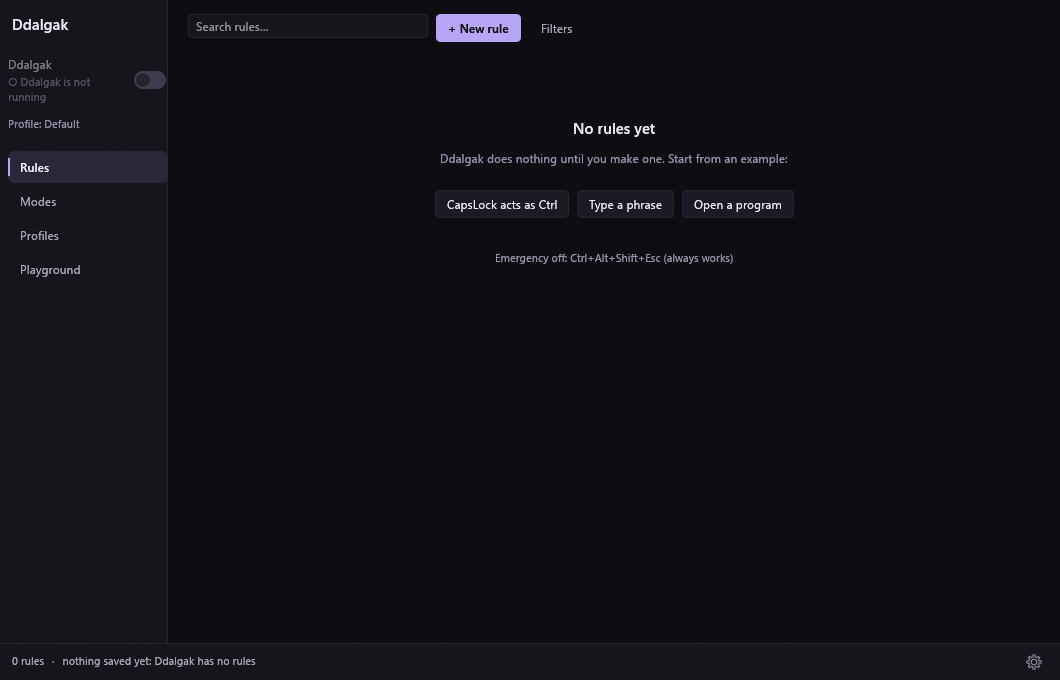 Ddalgak
Ddalgak
Ddalgak is not
running
Profile: Default
Rules
Modes
Profiles
Playground
Search rules...
+ New rule
Filters
No rules yet
Ddalgak does nothing until you make one. Start from an example:
CapsLock acts as Ctrl
Type a phrase
Open a program
Emergency off: Ctrl+Alt+Shift+Esc (always works)
0 rules · nothing saved yet: Ddalgak has no rules